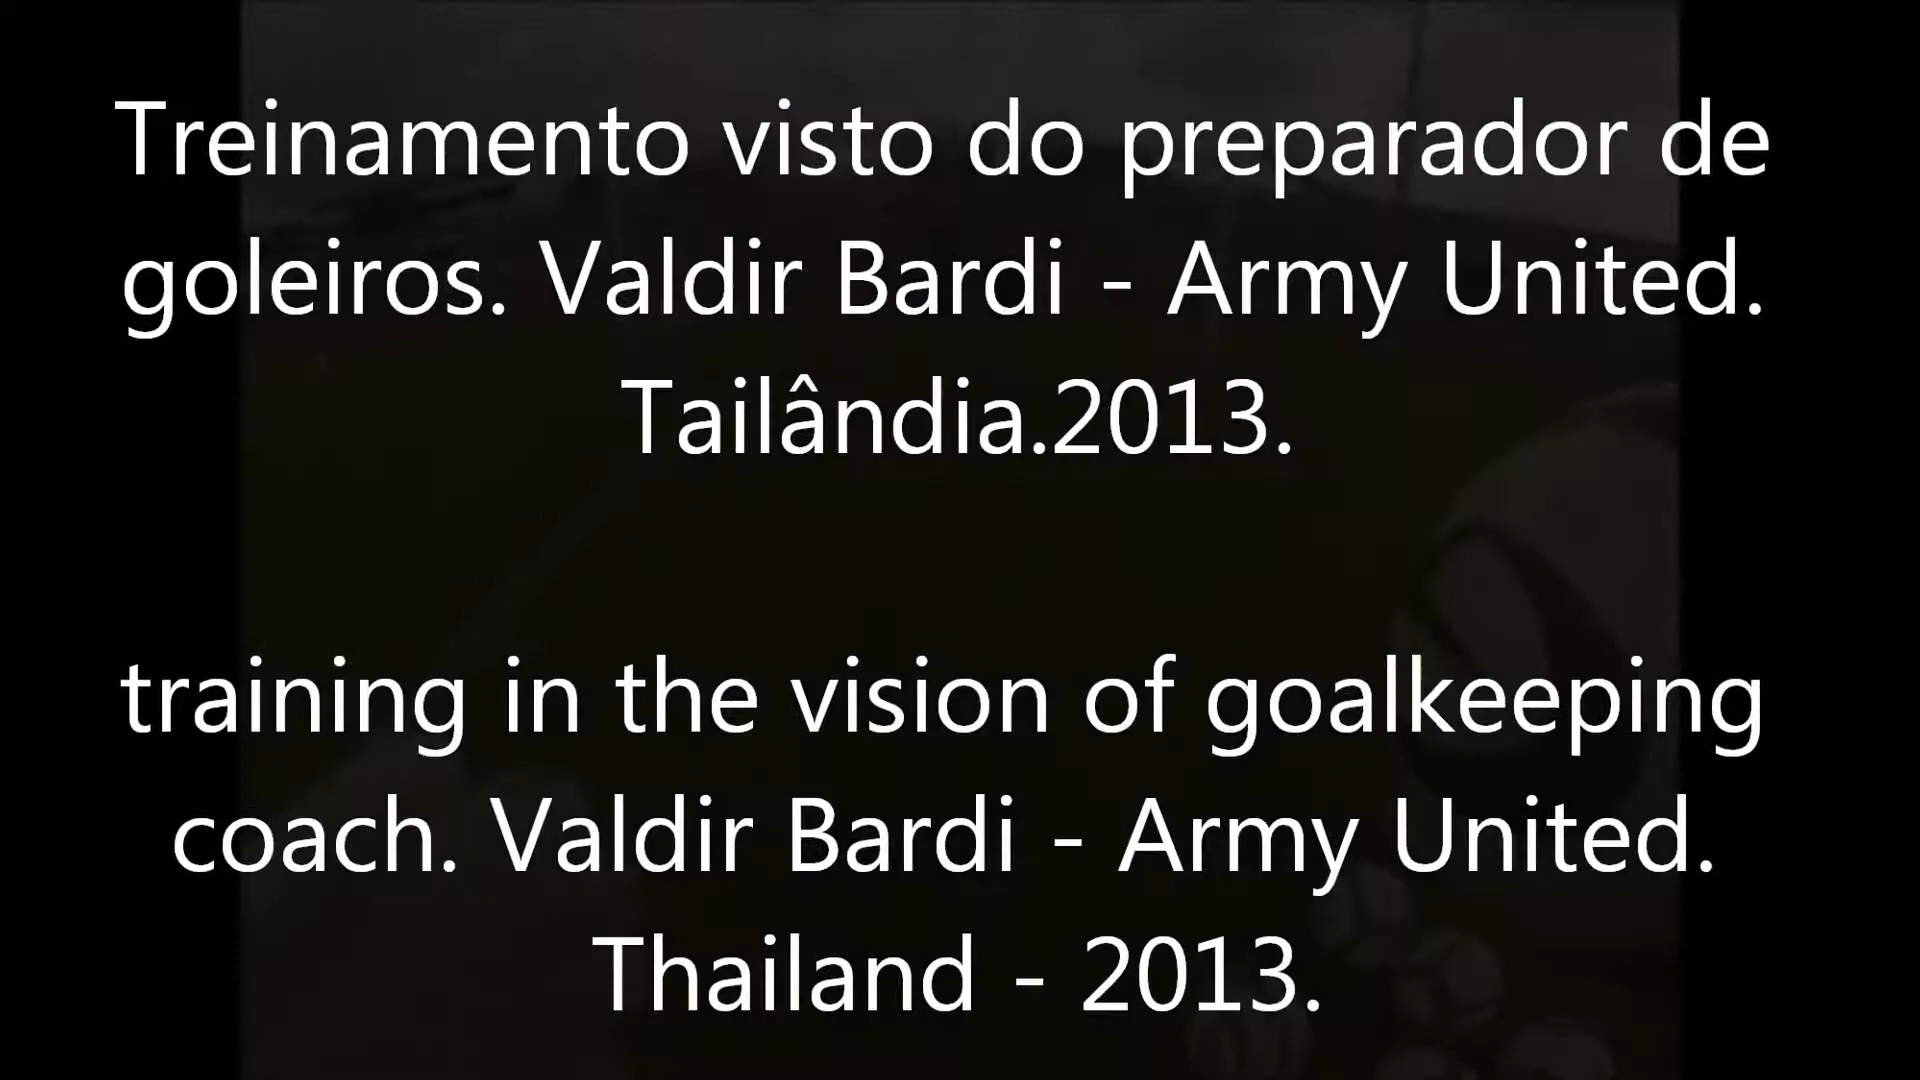 Treinamento visto do preparador de
goleiros. Valdir Bardi - Army United.
Tailândia.2013.
training in the vision of goalkeeping
coach. Valdir Bardi - Army United.
Thailand - 2013.